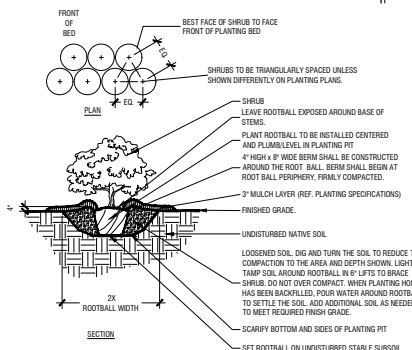 FRONT
OF
BED
BEST FACE OF SHRUB TO FACE
FRONT OF PLANTING BED
EQ.
SHRUBS TO BE TRIANGULARLY SPACED UNLESS
SHOWN DIFFERENTLY ON PLANTING PLANS.
EQ.
PLAN
SHRUB
LEAVE ROOTBALL EXPOSED AROUND BASE OF
STEMS.
PLANT ROOTBALL TO BE INSTALLED CENTERED
AND PLUMB/LEVEL IN PLANTING PIT
4" HIGH x 8" WIDE BERM SHALL BE CONSTRUCTED
AROUND THE ROOT BALL. BERM SHALL BEGIN AT
ROOT BALL PERIPHERY, FIRMLY COMPACTED.
3" MULCH LAYER (REF. PLANTING SPECIFICATIONS)
4"
FINISHED GRADE.
UNDISTURBED NATIVE SOIL
LOOSENED SOIL. DIG AND TURN THE SOIL TO REDUCE
COMPACTION TO THE AREA AND DEPTH SHOWN.
TAMP SOIL AROUND ROOTBALL IN 6" LIFTS TO BRACE
SHRUB. DO NOT OVER COMPACT. WHEN PLANTING
HAS BEEN BACKFILLED, POUR WATER AROUND
TO SETTLE THE SOIL. ADD ADDITIONAL SOIL AS
TO MEET REQUIRED FINISH GRADE.
2X
ROOTBALL WIDTH
SCARIFY BOTTOM AND SIDES OF PLANTING PIT
SECTION
SET ROOTBALL ON UNDISTURBED STABLE SUBSOIL